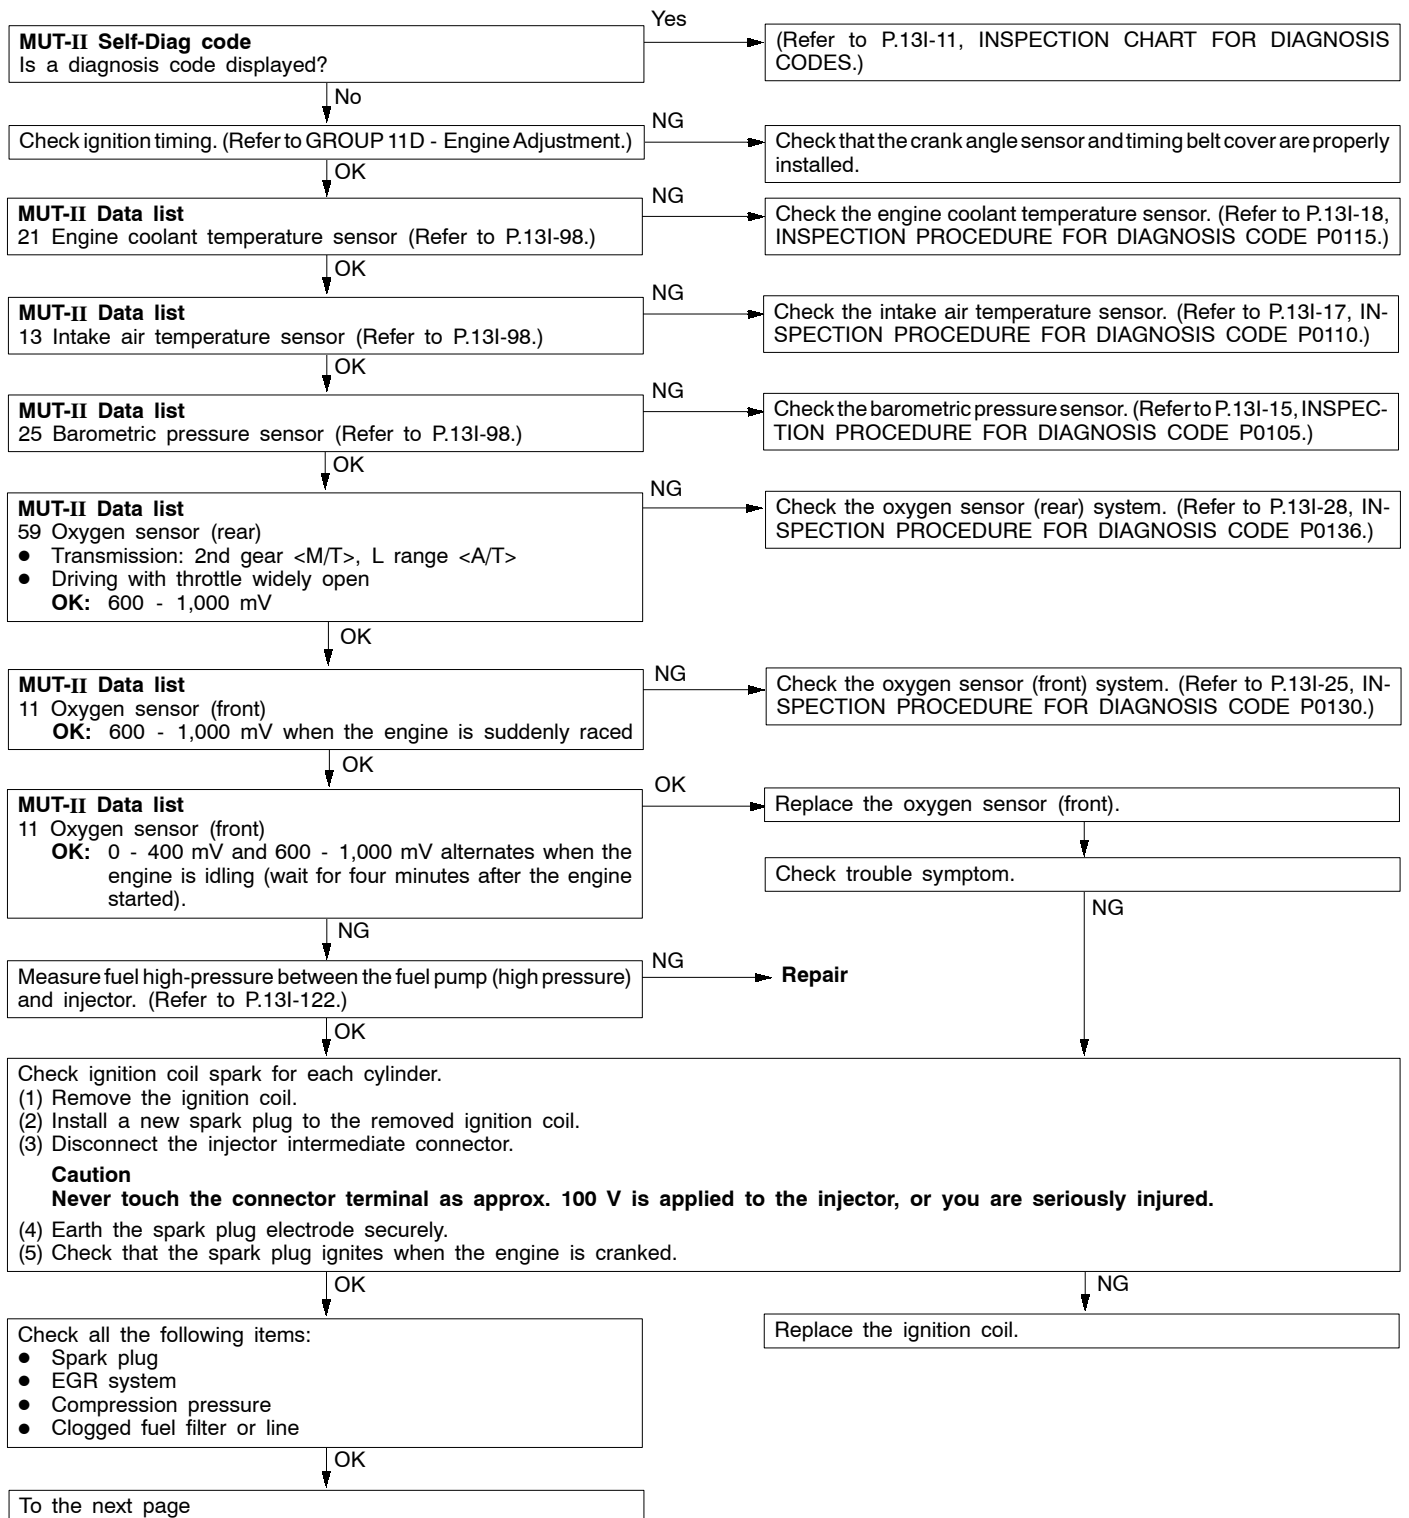 MUT-II Self-Diag code
Is a diagnosis code displayed?
Yes
(Refer to P.13I-11, INSPECTION CHART FOR DIAGNOSIS
CODES.)
No
Check ignition timing. (Refer to GROUP 11D - Engine Adjustment.)
NG
Check that the crank angle sensor and timing belt cover are properly
installed.
OK
MUT-II Data list
21 Engine coolant temperature sensor (Refer to P.13I-98.)
NG
Check the engine coolant temperature sensor. (Refer to P.13I-18,
INSPECTION PROCEDURE FOR DIAGNOSIS CODE P0115.)
OK
MUT-II Data list
13 Intake air temperature sensor (Refer to P.13I-98.)
NG
Check the intake air temperature sensor. (Refer to P.13I-17, IN-
SPECTION PROCEDURE FOR DIAGNOSIS CODE P0110.)
OK
MUT-II Data list
25 Barometric pressure sensor (Refer to P.13I-98.)
NG
Check the barometric pressure sensor. (Refer to P.13I-15, INSPEC-
TION PROCEDURE FOR DIAGNOSIS CODE P0105.)
OK
MUT-II Data list
59 Oxygen sensor (rear)
● Transmission: 2nd gear <M/T>, L range <A/T>
● Driving with throttle widely open
OK: 600 - 1,000 mV
NG
Check the oxygen sensor (rear) system. (Refer to P.13I-28, IN-
SPECTION PROCEDURE FOR DIAGNOSIS CODE P0136.)
OK
MUT-II Data list
11 Oxygen sensor (front)
OK: 600 - 1,000 mV when the engine is suddenly raced
NG
Check the oxygen sensor (front) system. (Refer to P.13I-25, IN-
SPECTION PROCEDURE FOR DIAGNOSIS CODE P0130.)
OK
MUT-II Data list
11 Oxygen sensor (front)
OK: 0 - 400 mV and 600 - 1,000 mV alternates when the
engine is idling (wait for four minutes after the engine
started).
OK
Replace the oxygen sensor (front).
Check trouble symptom.
NG
NG
Measure fuel high-pressure between the fuel pump (high pressure)
and injector. (Refer to P.13I-122.)
NG
Repair
OK
Check ignition coil spark for each cylinder.
(1) Remove the ignition coil.
(2) Install a new spark plug to the removed ignition coil.
(3) Disconnect the injector intermediate connector.
Caution
Never touch the connector terminal as approx. 100 V is applied to the injector, or you are seriously injured.
(4) Earth the spark plug electrode securely.
(5) Check that the spark plug ignites when the engine is cranked.
OK
NG
Check all the following items:
● Spark plug
● EGR system
● Compression pressure
● Clogged fuel filter or line
Replace the ignition coil.
OK
To the next page